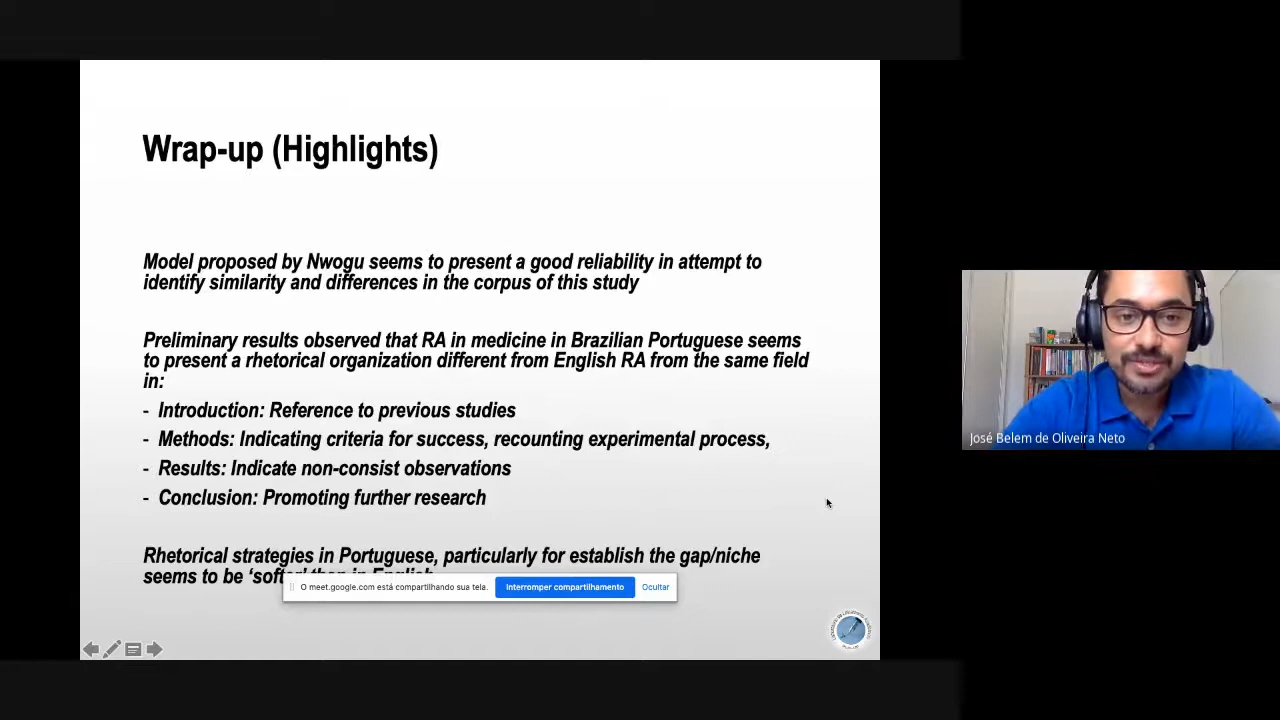 Wrap-up (Highlights)
Model proposed by Nwogu seems to present a good reliability in attempt to
identify similarity and differences in the corpus of this study
Preliminary results observed that RA in medicine in Brazilian Portuguese seems
to present a rhetorical organization different from English RA from the same field
in:
- Introduction: Reference to previous studies
- Methods: Indicating criteria for success, recounting experimental process,
- Results: Indicate non-consist observations
- Conclusion: Promoting further research
Rhetorical strategies in Portuguese, particularly for establish the gap/niche
seems to be ‘softer’ than in English
O meet.google.com está compartilhando sua tela.
Interromper compartilhamento
Ocultar
José Belem de Oliveira Neto